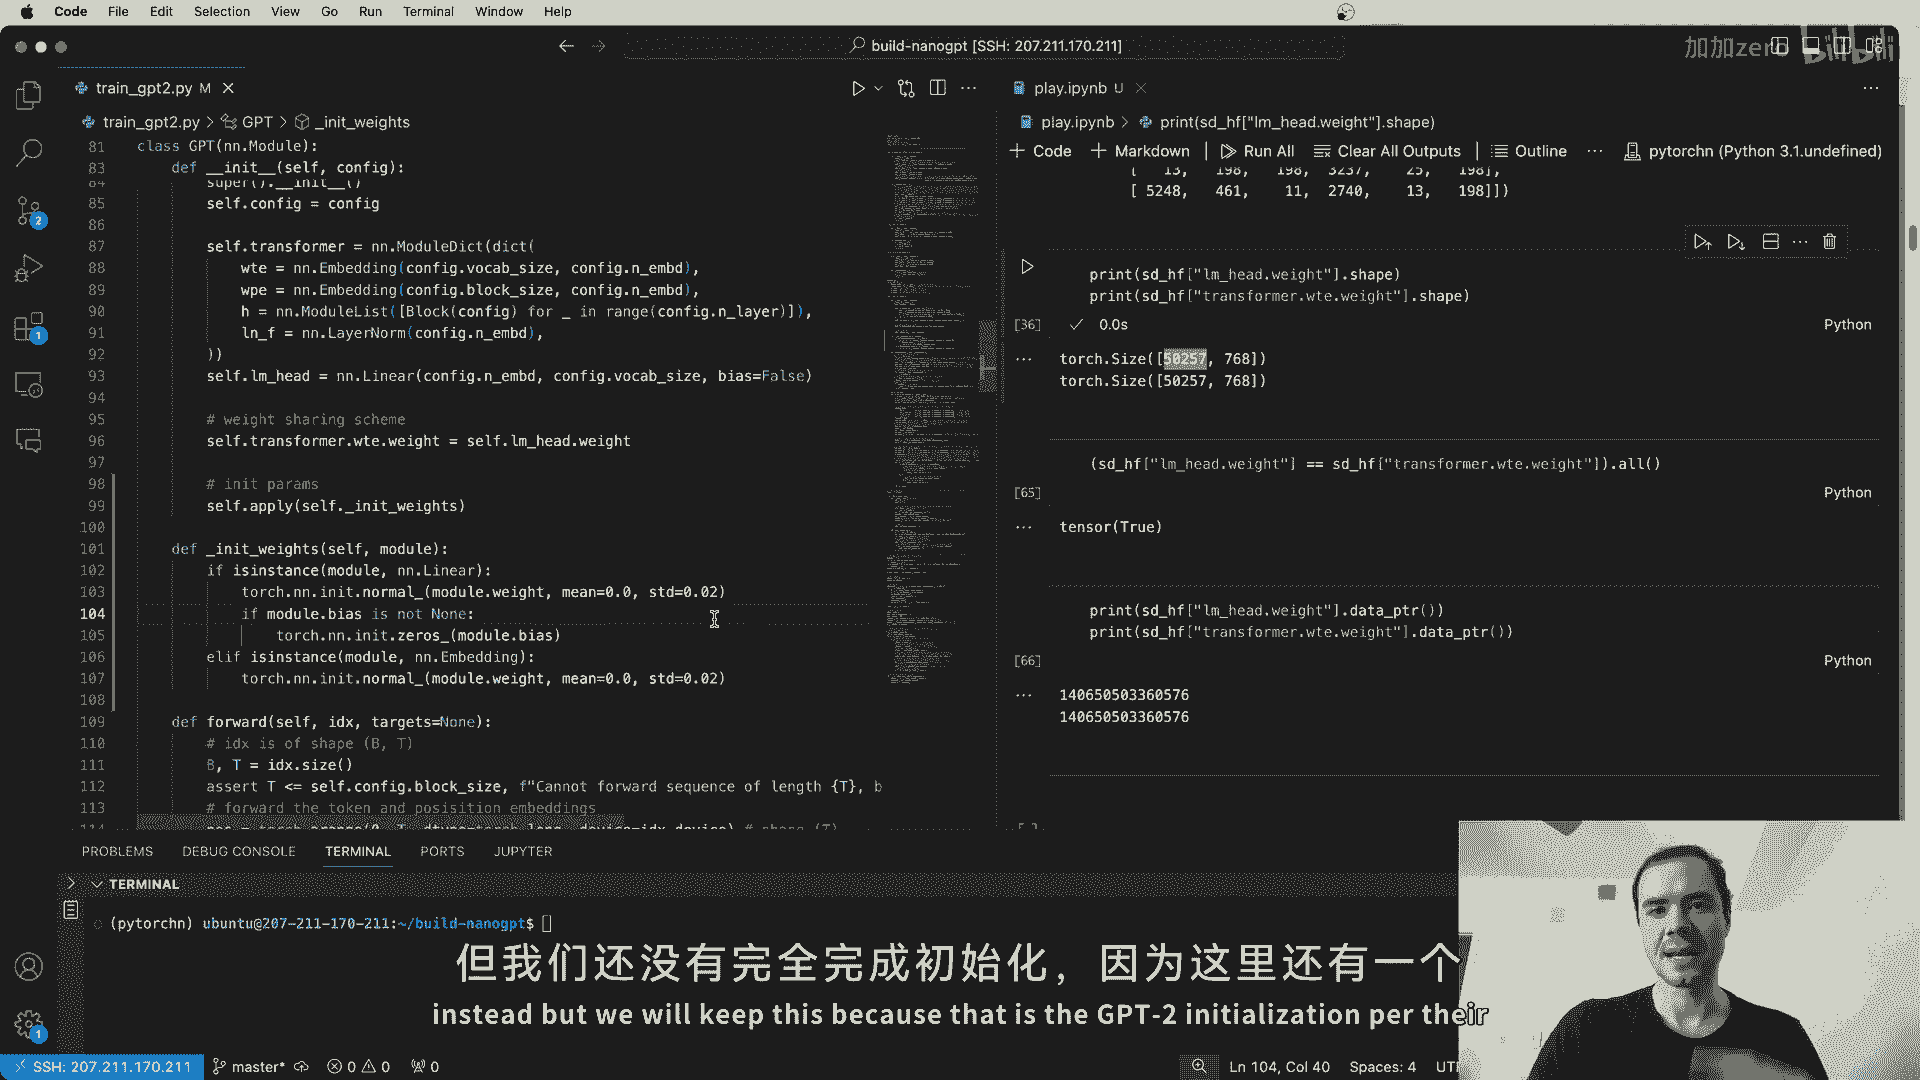 Code File Edit Selection View Go Run Terminal Window Help
build-nanogpt [SSH: 207.211.170.211]
加加zero bilibili
train_gpt2.py M
train_gpt2.py > GPT > _init_weights
81 class GPT(nn.Module):
83 def __init__(self, config):
84 super().__init__()
85 self.config = config
86
87 self.transformer = nn.ModuleDict(dict(
88 wte = nn.Embedding(config.vocab_size, config.n_embd),
89 wpe = nn.Embedding(config.block_size, config.n_embd),
90 h = nn.ModuleList([Block(config) for _ in range(config.n_layer)]),
91 ln_f = nn.LayerNorm(config.n_embd),
92 ))
93 self.lm_head = nn.Linear(config.n_embd, config.vocab_size, bias=False)
94
95 # weight sharing scheme
96 self.transformer.wte.weight = self.lm_head.weight
97
98 # init params
99 self.apply(self._init_weights)
100
101 def _init_weights(self, module):
102 if isinstance(module, nn.Linear):
103 torch.nn.init.normal_(module.weight, mean=0.0, std=0.02)
104 if module.bias is not None:
105 torch.nn.init.zeros_(module.bias)
106 elif isinstance(module, nn.Embedding):
107 torch.nn.init.normal_(module.weight, mean=0.0, std=0.02)
108
109 def forward(self, idx, targets=None):
110 # idx is of shape (B, T)
111 B, T = idx.size()
112 assert T <= self.config.block_size, f"Cannot forward sequence of length {T}, b
113 # forward the token and posisition embeddings
play.ipynb U
play.ipynb > print(sd_hf["lm_head.weight"].shape)
Code Markdown Run All Clear All Outputs Outline pytorchn (Python 3.1.undefined)
[ 13, 198, 198, 3237, 25, 198],
[ 5248, 461, 11, 2740, 13, 198]])
print(sd_hf["lm_head.weight"].shape)
print(sd_hf["transformer.wte.weight"].shape)
[36] 0.0s Python
torch.Size([50257, 768])
torch.Size([50257, 768])
(sd_hf["lm_head.weight"] == sd_hf["transformer.wte.weight"]).all()
[65] Python
tensor(True)
print(sd_hf["lm_head.weight"].data_ptr())
print(sd_hf["transformer.wte.weight"].data_ptr())
[66] Python
140650503360576
140650503360576
PROBLEMS DEBUG CONSOLE TERMINAL PORTS JUPYTER
TERMINAL
(pytorchn) ubuntu@207-211-170-211:~/build-nanogpt$
但我们还没有完全完成初始化，因为这里还有一个
instead but we will keep this because that is the GPT-2 initialization per their
SSH: 207.211.170.211 master* 0 0 0 Ln 104, Col 40 Spaces: 4